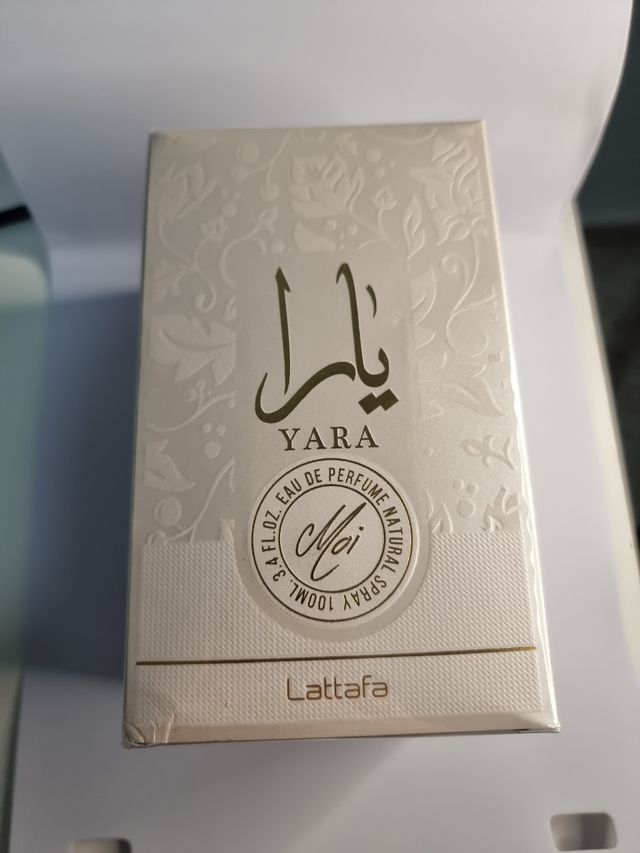 يارا
YARA
EAU DE PERFUME NATURAL SPRAY 100ML. 3.4 FL.OZ.
Moi
Lattafa